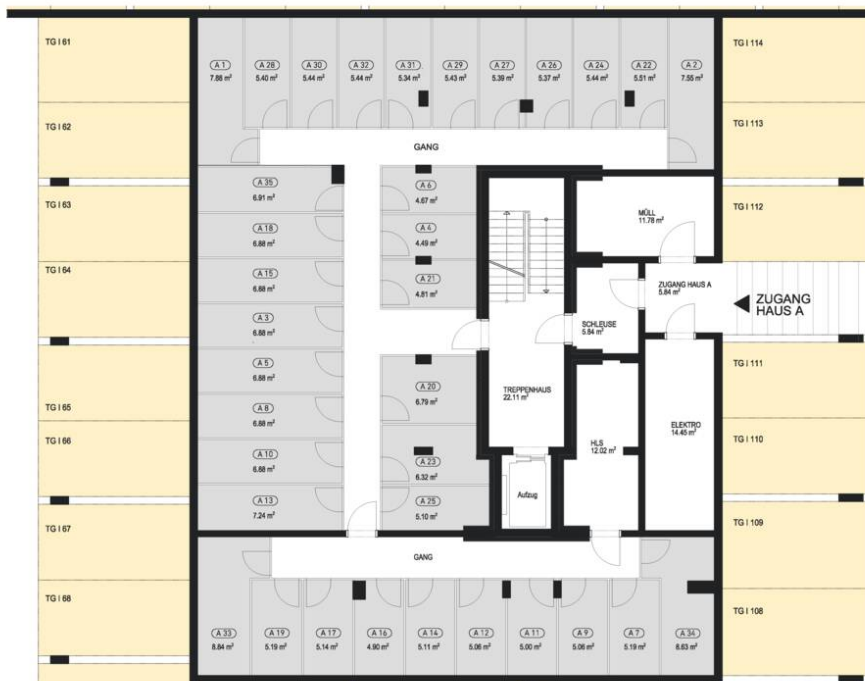 TG I 61
A 1
7.88 m²
A 28
5.40 m²
A 30
5.44 m²
A 32
5.44 m²
A 31
5.34 m²
A 29
5.43 m²
A 27
5.39 m²
A 26
5.37 m²
A 24
5.44 m²
A 22
5.51 m²
A 2
7.55 m²
TG I 114
TG I 62
TG I 113
GANG
A 35
6.91 m²
A 6
4.67 m²
TG I 63
TG I 112
A 18
6.88 m²
A 4
4.49 m²
MÜLL
11.78 m²
TG I 64
A 15
6.88 m²
A 21
4.81 m²
ZUGANG HAUS A
5.84 m²
ZUGANG
HAUS A
A 3
6.88 m²
SCHLEUSE
5.84 m²
A 5
6.88 m²
TG I 111
A 20
6.79 m²
TREPPENHAUS
22.11 m²
TG I 65
A 8
6.88 m²
TG I 66
ELEKTRO
14.45 m²
TG I 110
A 10
6.88 m²
A 23
6.32 m²
HLS
12.02 m²
A 13
7.24 m²
A 25
5.10 m²
Aufzug
TG I 67
TG I 109
GANG
TG I 68
TG I 108
A 33
8.84 m²
A 19
5.19 m²
A 17
5.14 m²
A 16
4.90 m²
A 14
5.11 m²
A 12
5.06 m²
A 11
5.00 m²
A 9
5.06 m²
A 7
5.19 m²
A 34
8.63 m²